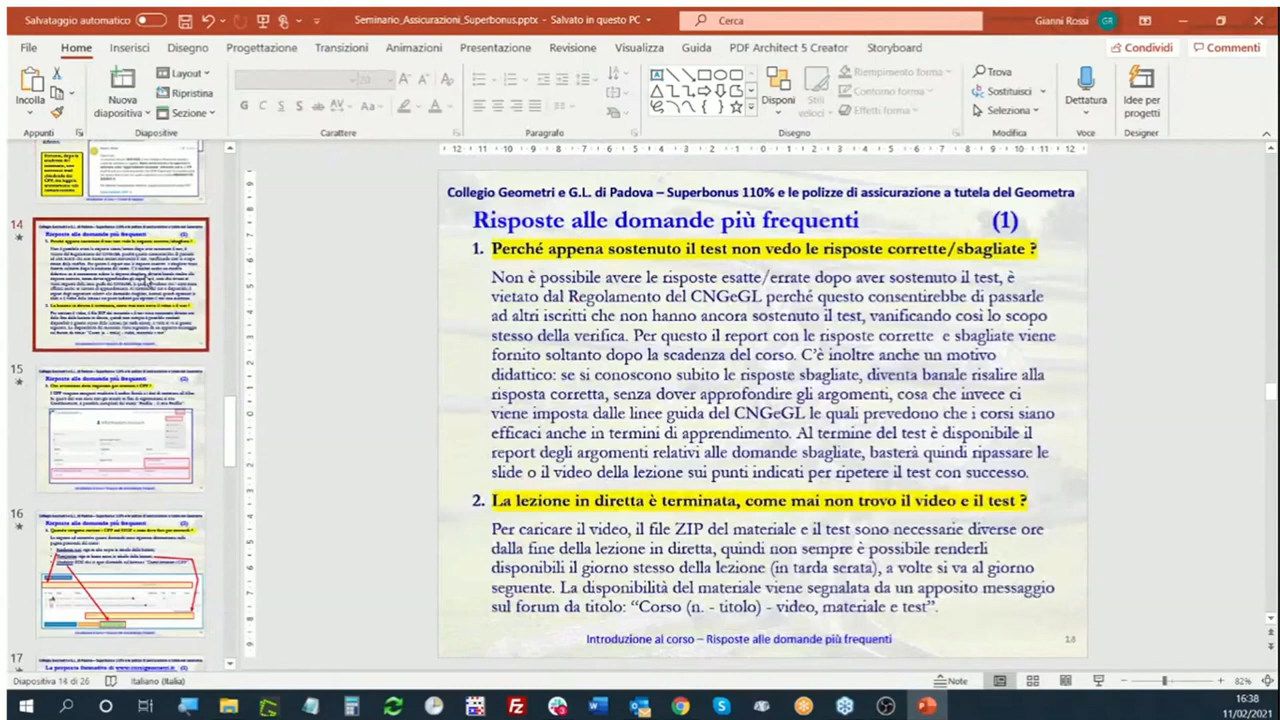 Salvataggio automatico
Seminario_Assicurazioni_Superbonus.pptx - Salvato in questo PC
Cerca
Gianni Rossi
GR
File Home Inserisci Disegno Progettazione Transizioni Animazioni Presentazione Revisione Visualizza Guida PDF Architect 5 Creator Storyboard
Condividi
Commenti
Incolla
Nuova diapositiva
Layout
Ripristina
Sezione
Disponi
Stili veloci
Riempimento forma
Contorno forma
Effetti forma
Trova
Sostituisci
Seleziona
Dettatura
Idee per progetti
Appunti Diapositive Carattere Paragrafo Disegno Modifica Voce Designer
14
15
16
17
Collegio Geometri e G.L. di Padova – Superbonus 110% e le polizze di assicurazione a tutela del Geometra
Risposte alle domande più frequenti (1)
1. Perché appena sostenuto il test non vedo le risposte corrette/sbagliate ?
Non è possibile avere le risposte esatte subito dopo aver sostenuto il test, è
vietato dal Regolamento del CNGeGL perché questo consentirebbe di passarle
ad altri iscritti che non hanno ancora sostenuto il test, vanificando così lo scopo
stesso della verifica. Per questo il report con le risposte corrette e sbagliate viene
fornito soltanto dopo la scadenza del corso. C'è inoltre anche un motivo
didattico: se si conoscono subito le risposte sbagliate, diventa banale risalire alla
risposta corretta senza dover approfondire gli argomenti, cosa che invece ci
viene imposta dalle linee guida del CNGeGL le quali prevedono che i corsi siano
efficaci anche in termini di apprendimento. Al termine del test è disponibile il
report degli argomenti relativi alle domande sbagliate, basterà quindi ripassare le
slide o il video della lezione sui punti indicati per ripetere il test con successo.
2. La lezione in diretta è terminata, come mai non trovo il video e il test ?
Per creare il video, il file ZIP del materiale e il test sono necessarie diverse ore
dalla fine della lezione in diretta, quindi non sempre è possibile renderli
disponibili il giorno stesso della lezione (in tarda serata), a volte si va al giorno
seguente. La disponibilità del materiale viene segnalata da un apposito messaggio
sul forum da titolo: “Corso (n. - titolo) - video, materiale e test”.
Introduzione al corso – Risposte alle domande più frequenti
18
Diapositiva 14 di 26
Italiano (Italia)
Note
82%
16:38
11/02/2021